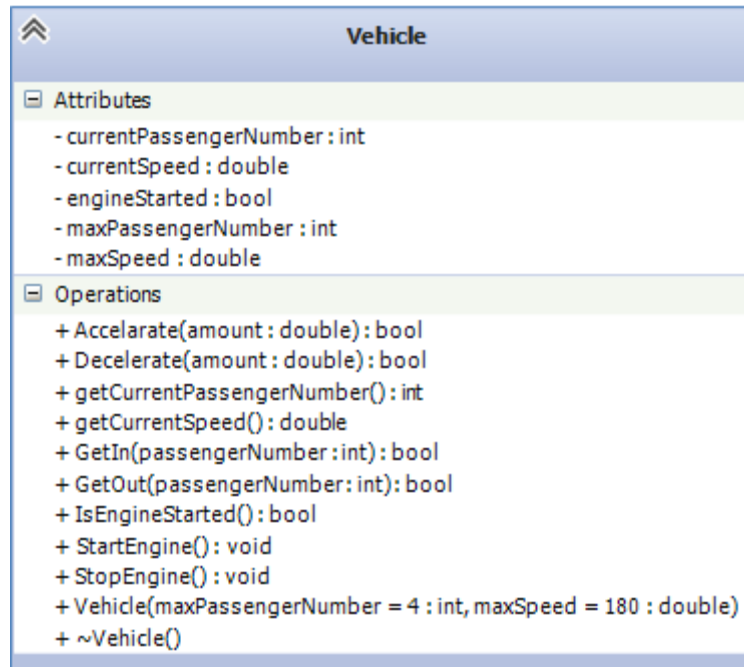 Vehicle
Attributes
- currentPassengerNumber : int
- currentSpeed : double
- engineStarted : bool
- maxPassengerNumber : int
- maxSpeed : double
Operations
+ Accelarate(amount : double) : bool
+ Decelerate(amount : double) : bool
+ getCurrentPassengerNumber() : int
+ getCurrentSpeed() : double
+ GetIn(passengerNumber : int) : bool
+ GetOut(passengerNumber : int) : bool
+ IsEngineStarted() : bool
+ StartEngine() : void
+ StopEngine() : void
+ Vehicle(maxPassengerNumber = 4 : int, maxSpeed = 180 : double)
+ ~Vehicle()